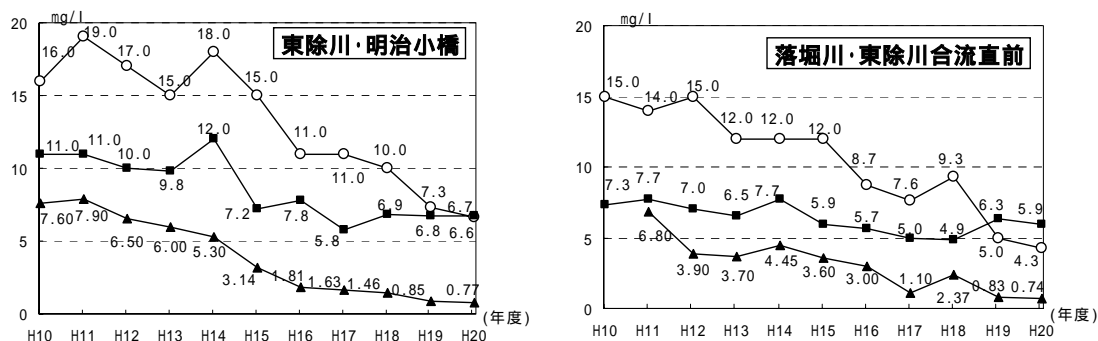 mg/l
20
15
10
5
0
東除川・明治小橋
16.0 19.0 17.0 15.0 18.0 15.0 11.0 11.0 10.0 7.3 6.6
11.0 11.0 10.0 9.8 12.0 7.2 7.8 5.8 6.9 6.8 6.7
7.60 7.90 6.50 6.00 5.30 3.14 1.81 1.63 1.46 0.85 0.77
H10 H11 H12 H13 H14 H15 H16 H17 H18 H19 H20
(年度)
mg/l
20
15
10
5
0
落堀川・東除川合流直前
15.0 14.0 15.0 12.0 12.0 12.0 8.7 7.6 9.3 5.0 4.3
7.3 7.7 7.0 6.5 7.7 5.9 5.7 5.0 4.9 6.3 5.9
6.80 3.90 3.70 4.45 3.60 3.00 1.10 2.37 0.83 0.74
H10 H11 H12 H13 H14 H15 H16 H17 H18 H19 H20
(年度)